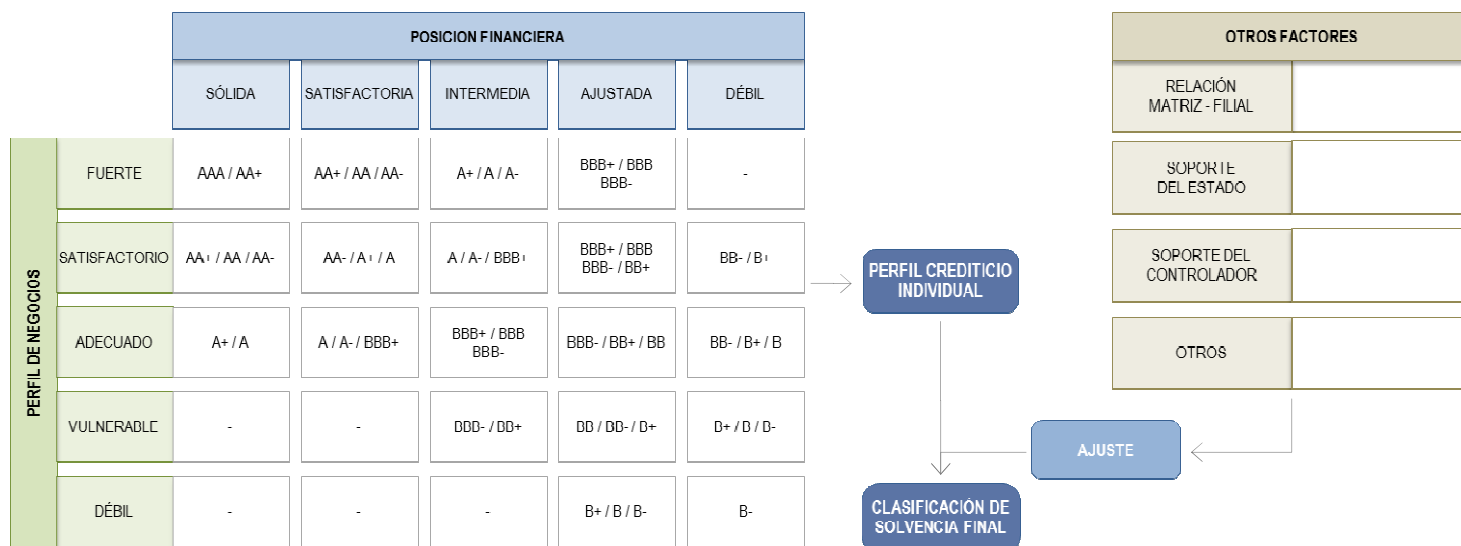 POSICION FINANCIERA
OTROS FACTORES
SÓLIDA
SATISFACTORIA
INTERMEDIA
AJUSTADA
DÉBIL
RELACIÓN
MATRIZ - FILIAL
PERFIL DE NEGOCIOS
FUERTE
AAA / AA+
AA+ / AA / AA-
A+ / A / A-
BBB+ / BBB
BBB-
-
SOPORTE
DEL ESTADO
SATISFACTORIO
AA+ / AA / AA-
AA- / A+ / A
A / A- / BBB+
BBB+ / BBB
BBB- / BB+
BB- / B+
PERFIL CREDITICIO
INDIVIDUAL
SOPORTE DEL
CONTROLADOR
ADECUADO
A+ / A
A / A- / BBB+
BBB+ / BBB
BBB-
BBB- / BB+ / BB
BB- / B+ / B
OTROS
VULNERABLE
-
-
BBB- / BB+
BB / BB- / B+
B+ / B / B-
AJUSTE
DÉBIL
-
-
-
B+ / B / B-
B-
CLASIFICACIÓN DE
SOLVENCIA FINAL